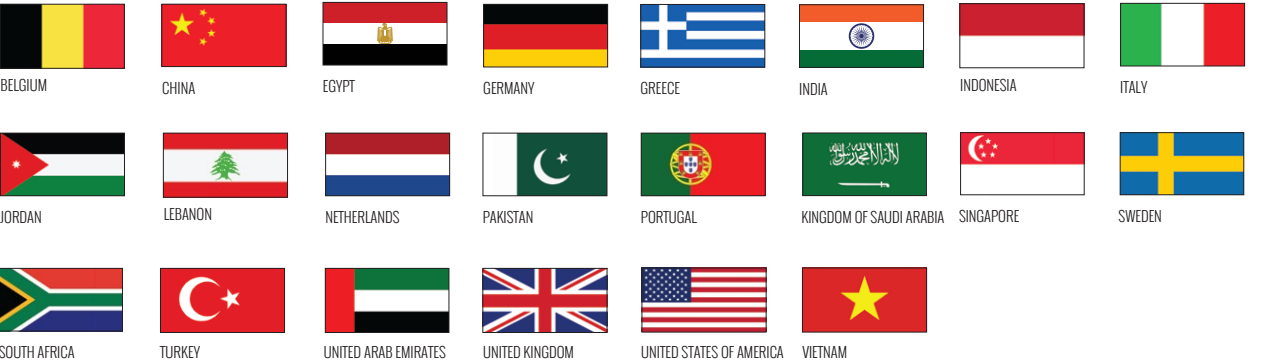 BELGIUM
CHINA
EGYPT
GERMANY
GREECE
INDIA
INDONESIA
ITALY
JORDAN
LEBANON
NETHERLANDS
PAKISTAN
PORTUGAL
KINGDOM OF SAUDI ARABIA
SINGAPORE
SWEDEN
SOUTH AFRICA
TURKEY
UNITED ARAB EMIRATES
UNITED KINGDOM
UNITED STATES OF AMERICA
VIETNAM